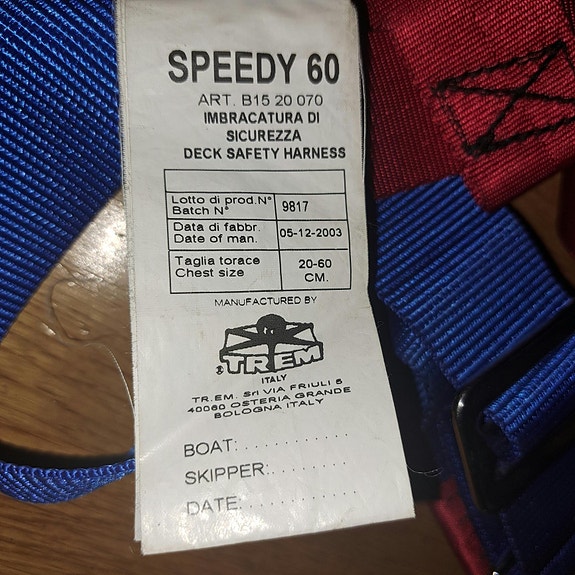 SPEEDY 60
ART. B15 20 070
IMBRACATURA DI
SICUREZZA
DECK SAFETY HARNESS
Lotto di prod.N°
Batch N°
9817
Data di fabbr.
Date of man.
05-12-2003
Taglia torace
Chest size
20-60
CM.
MANUFACTURED BY
® TREM
ITALY
TR.EM. Srl VIA FRIULI 5
40060 OSTERIA GRANDE
BOLOGNA ITALY
BOAT:. . . . . . . . . . . .
SKIPPER:. . . . . . . . .
DATE:. . . . . . . . . . . .